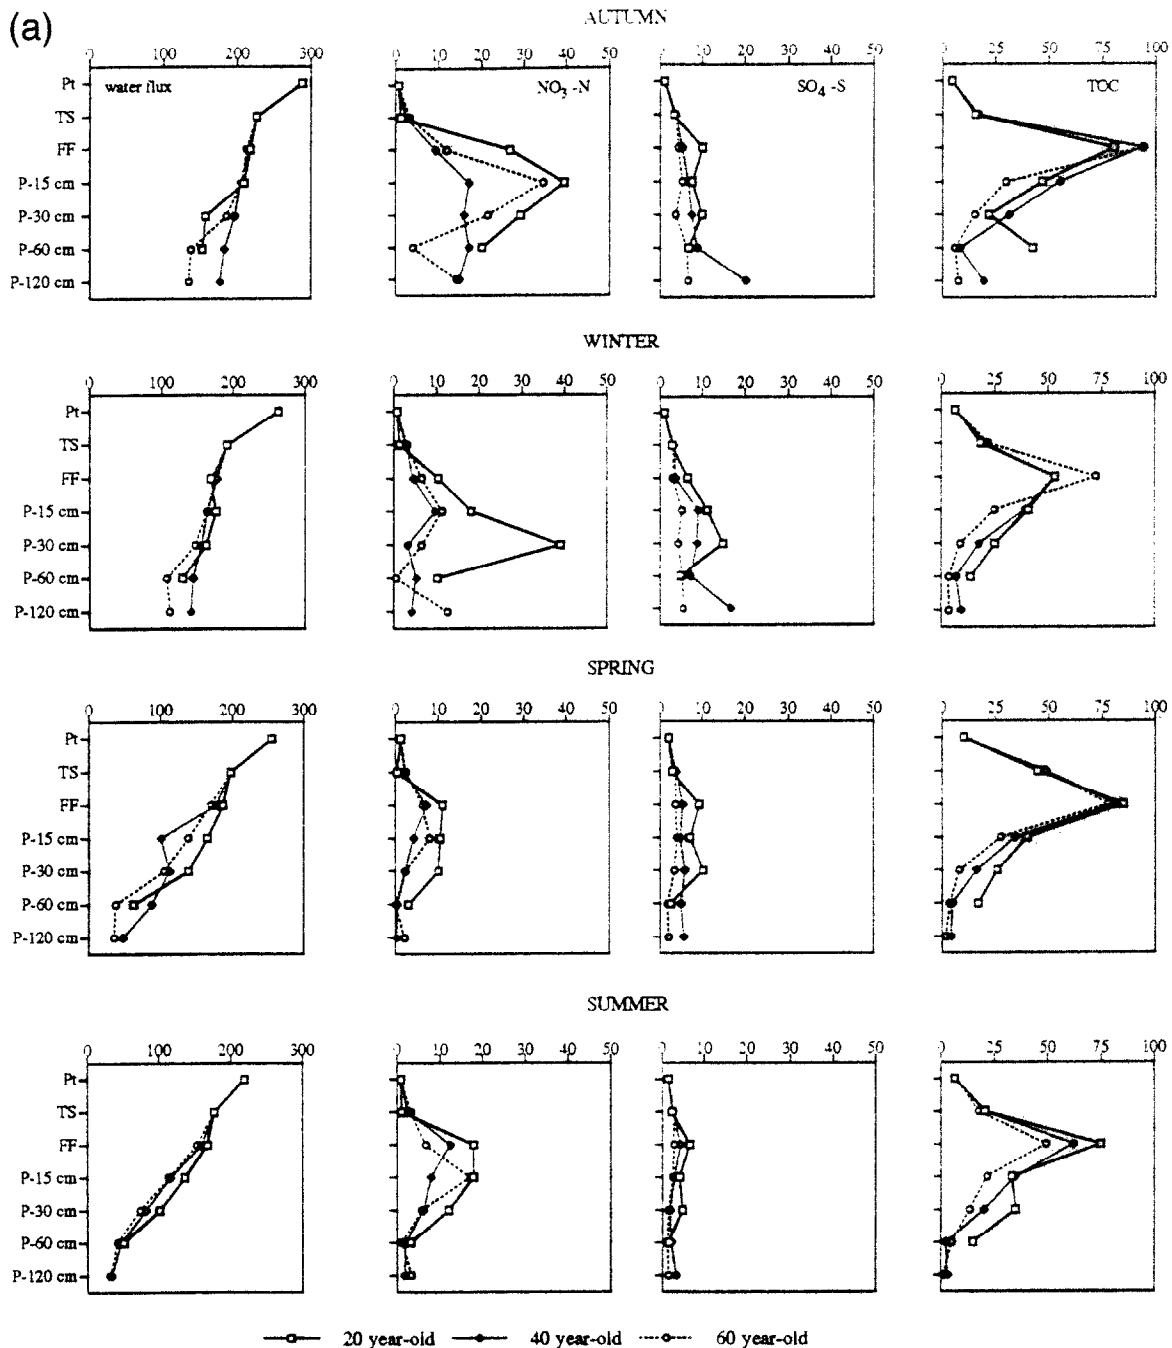 (a)
AUTUMN
0 100 200 300 0 10 20 30 40 50 0 10 20 30 40 50 0 25 50 75 100
Pt water flux NO3 -N SO4 -S TOC
TS
FF
P-15 cm
P-30 cm
P-60 cm
P-120 cm
WINTER
0 100 200 300 0 10 20 30 40 50 0 10 20 30 40 50 0 25 50 75 100
Pt
TS
FF
P-15 cm
P-30 cm
P-60 cm
P-120 cm
SPRING
0 100 200 300 0 10 20 30 40 50 0 10 20 30 40 50 0 25 50 75 100
Pt
TS
FF
P-15 cm
P-30 cm
P-60 cm
P-120 cm
SUMMER
0 100 200 300 0 10 20 30 40 50 0 10 20 30 40 50 0 25 50 75 100
Pt
TS
FF
P-15 cm
P-30 cm
P-60 cm
P-120 cm
20 year-old 40 year-old 60 year-old